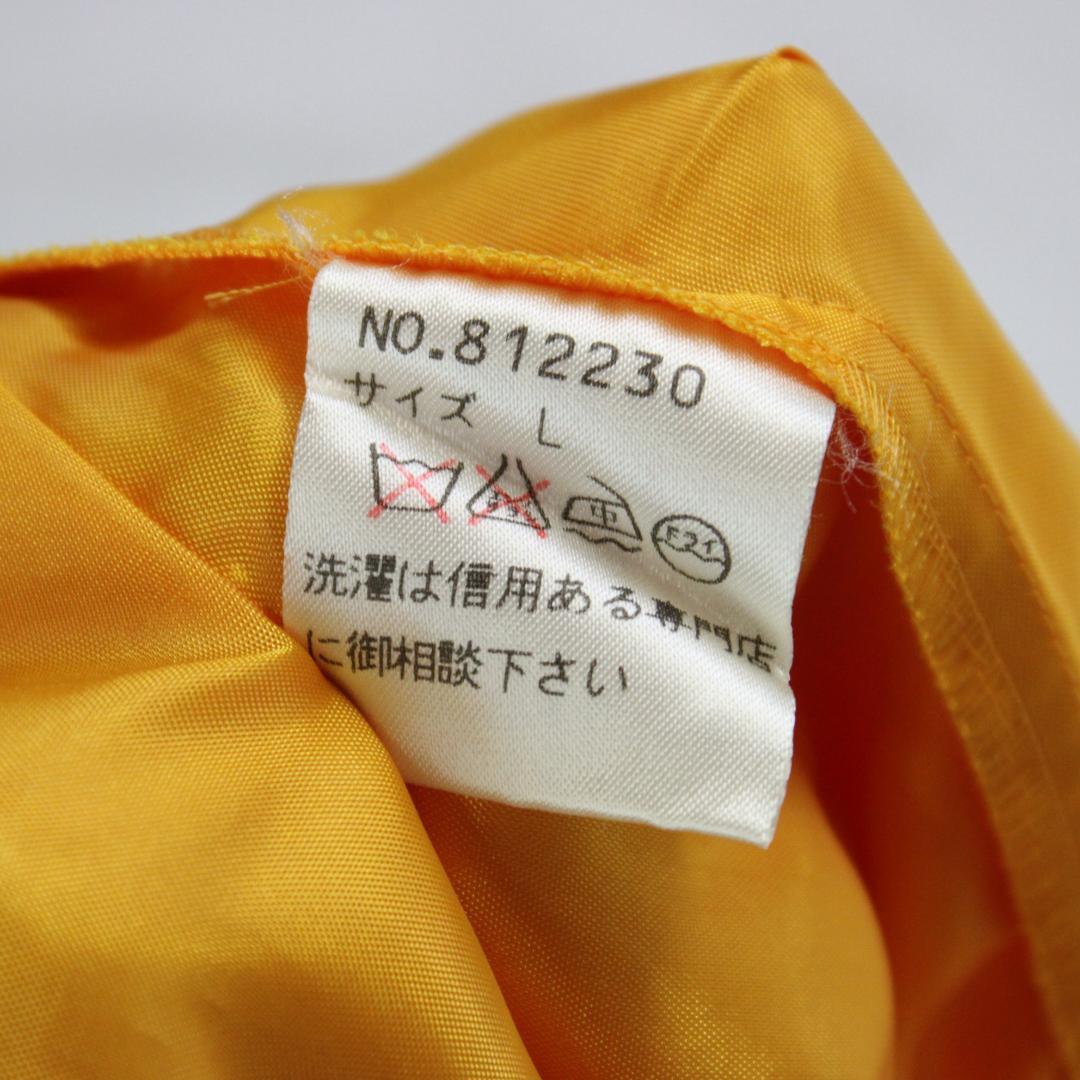 NO.812230
サイズ L
中 ドライ
洗濯は信用ある専門店
に御相談下さい